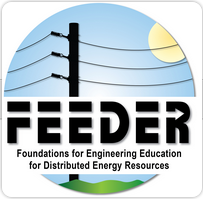 FEEDER
Foundations for Engineering Education
for Distributed Energy Resources